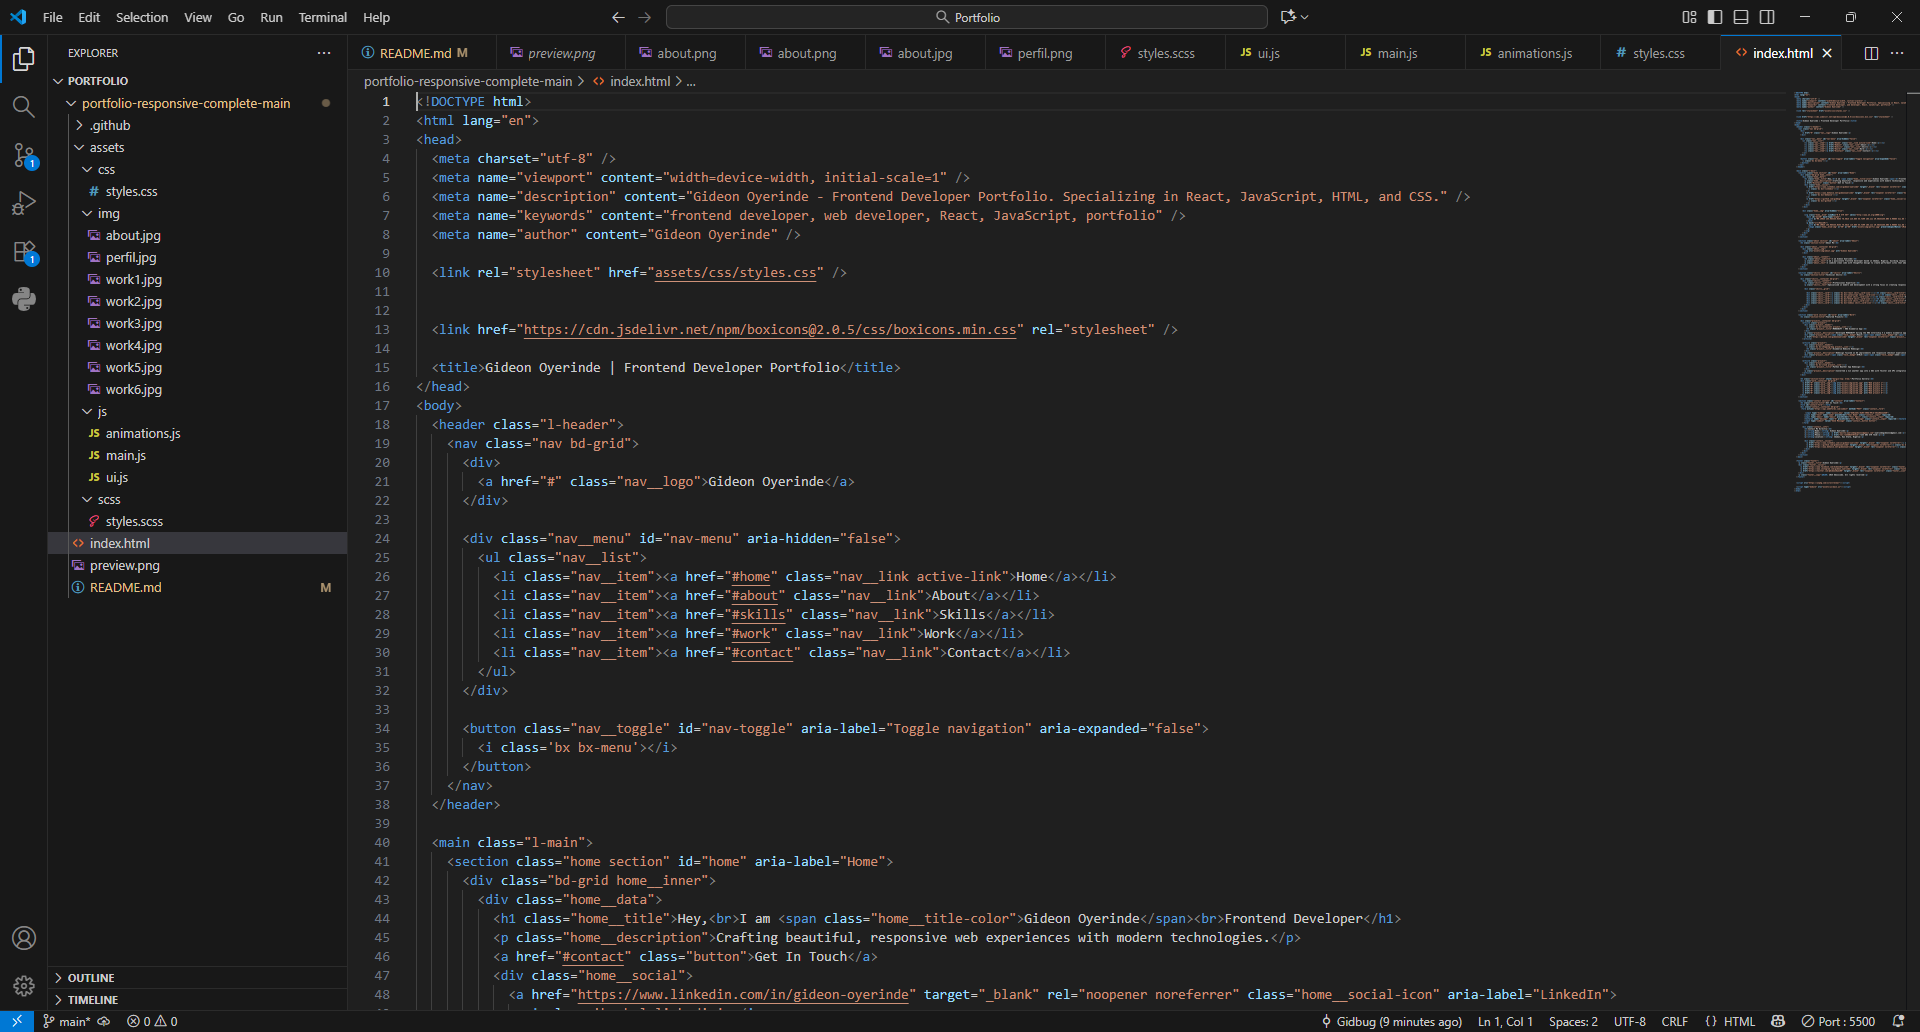 File Edit Selection View Go Run Terminal Help
Portfolio
EXPLORER
README.md M
preview.png
about.png
about.png
about.jpg
perfil.png
styles.scss
JS ui.js
JS main.js
JS animations.js
# styles.css
<> index.html
portfolio-responsive-complete-main > <> index.html > ...
PORTFOLIO
portfolio-responsive-complete-main
.github
assets
css
# styles.css
img
about.jpg
perfil.jpg
work1.jpg
work2.jpg
work3.jpg
work4.jpg
work5.jpg
work6.jpg
js
JS animations.js
JS main.js
JS ui.js
scss
styles.scss
<> index.html
preview.png
README.md M
OUTLINE
TIMELINE
1
1
1 <!DOCTYPE html>
2 <html lang="en">
3 <head>
4 <meta charset="utf-8" />
5 <meta name="viewport" content="width=device-width, initial-scale=1" />
6 <meta name="description" content="Gideon Oyerinde - Frontend Developer Portfolio. Specializing in React, JavaScript, HTML, and CSS." />
7 <meta name="keywords" content="frontend developer, web developer, React, JavaScript, portfolio" />
8 <meta name="author" content="Gideon Oyerinde" />
9
10 <link rel="stylesheet" href="assets/css/styles.css" />
11
12
13 <link href="https://cdn.jsdelivr.net/npm/boxicons@2.0.5/css/boxicons.min.css" rel="stylesheet" />
14
15 <title>Gideon Oyerinde | Frontend Developer Portfolio</title>
16 </head>
17 <body>
18 <header class="l-header">
19 <nav class="nav bd-grid">
20 <div>
21 <a href="#" class="nav__logo">Gideon Oyerinde</a>
22 </div>
23
24 <div class="nav__menu" id="nav-menu" aria-hidden="false">
25 <ul class="nav__list">
26 <li class="nav__item"><a href="#home" class="nav__link active-link">Home</a></li>
27 <li class="nav__item"><a href="#about" class="nav__link">About</a></li>
28 <li class="nav__item"><a href="#skills" class="nav__link">Skills</a></li>
29 <li class="nav__item"><a href="#work" class="nav__link">Work</a></li>
30 <li class="nav__item"><a href="#contact" class="nav__link">Contact</a></li>
31 </ul>
32 </div>
33
34 <button class="nav__toggle" id="nav-toggle" aria-label="Toggle navigation" aria-expanded="false">
35 <i class='bx bx-menu'></i>
36 </button>
37 </nav>
38 </header>
39
40 <main class="l-main">
41 <section class="home section" id="home" aria-label="Home">
42 <div class="bd-grid home__inner">
43 <div class="home__data">
44 <h1 class="home__title">Hey,<br>I am <span class="home__title-color">Gideon Oyerinde</span><br>Frontend Developer</h1>
45 <p class="home__description">Crafting beautiful, responsive web experiences with modern technologies.</p>
46 <a href="#contact" class="button">Get In Touch</a>
47 <div class="home__social">
48 <a href="https://www.linkedin.com/in/gideon-oyerinde" target="_blank" rel="noopener noreferrer" class="home__social-icon" aria-label="LinkedIn">
main* 0 0
Gidbug (9 minutes ago) Ln 1, Col 1 Spaces: 2 UTF-8 CRLF {} HTML Port : 5500